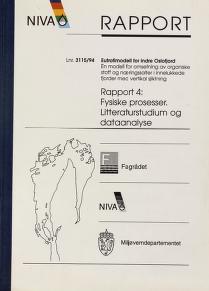 NIVA
RAPPORT
Lnr. 3115/94
Eutrofimodell for indre Oslofjord
En modell for omsetning av organiske
stoff og næringssalter i innelukkede
fjorder med vertikal sjiktning
Rapport 4:
Fysiske prosesser.
Litteraturstudium og
dataanalyse
F
Fagrådet
NIVA
Miljøverndepartementet